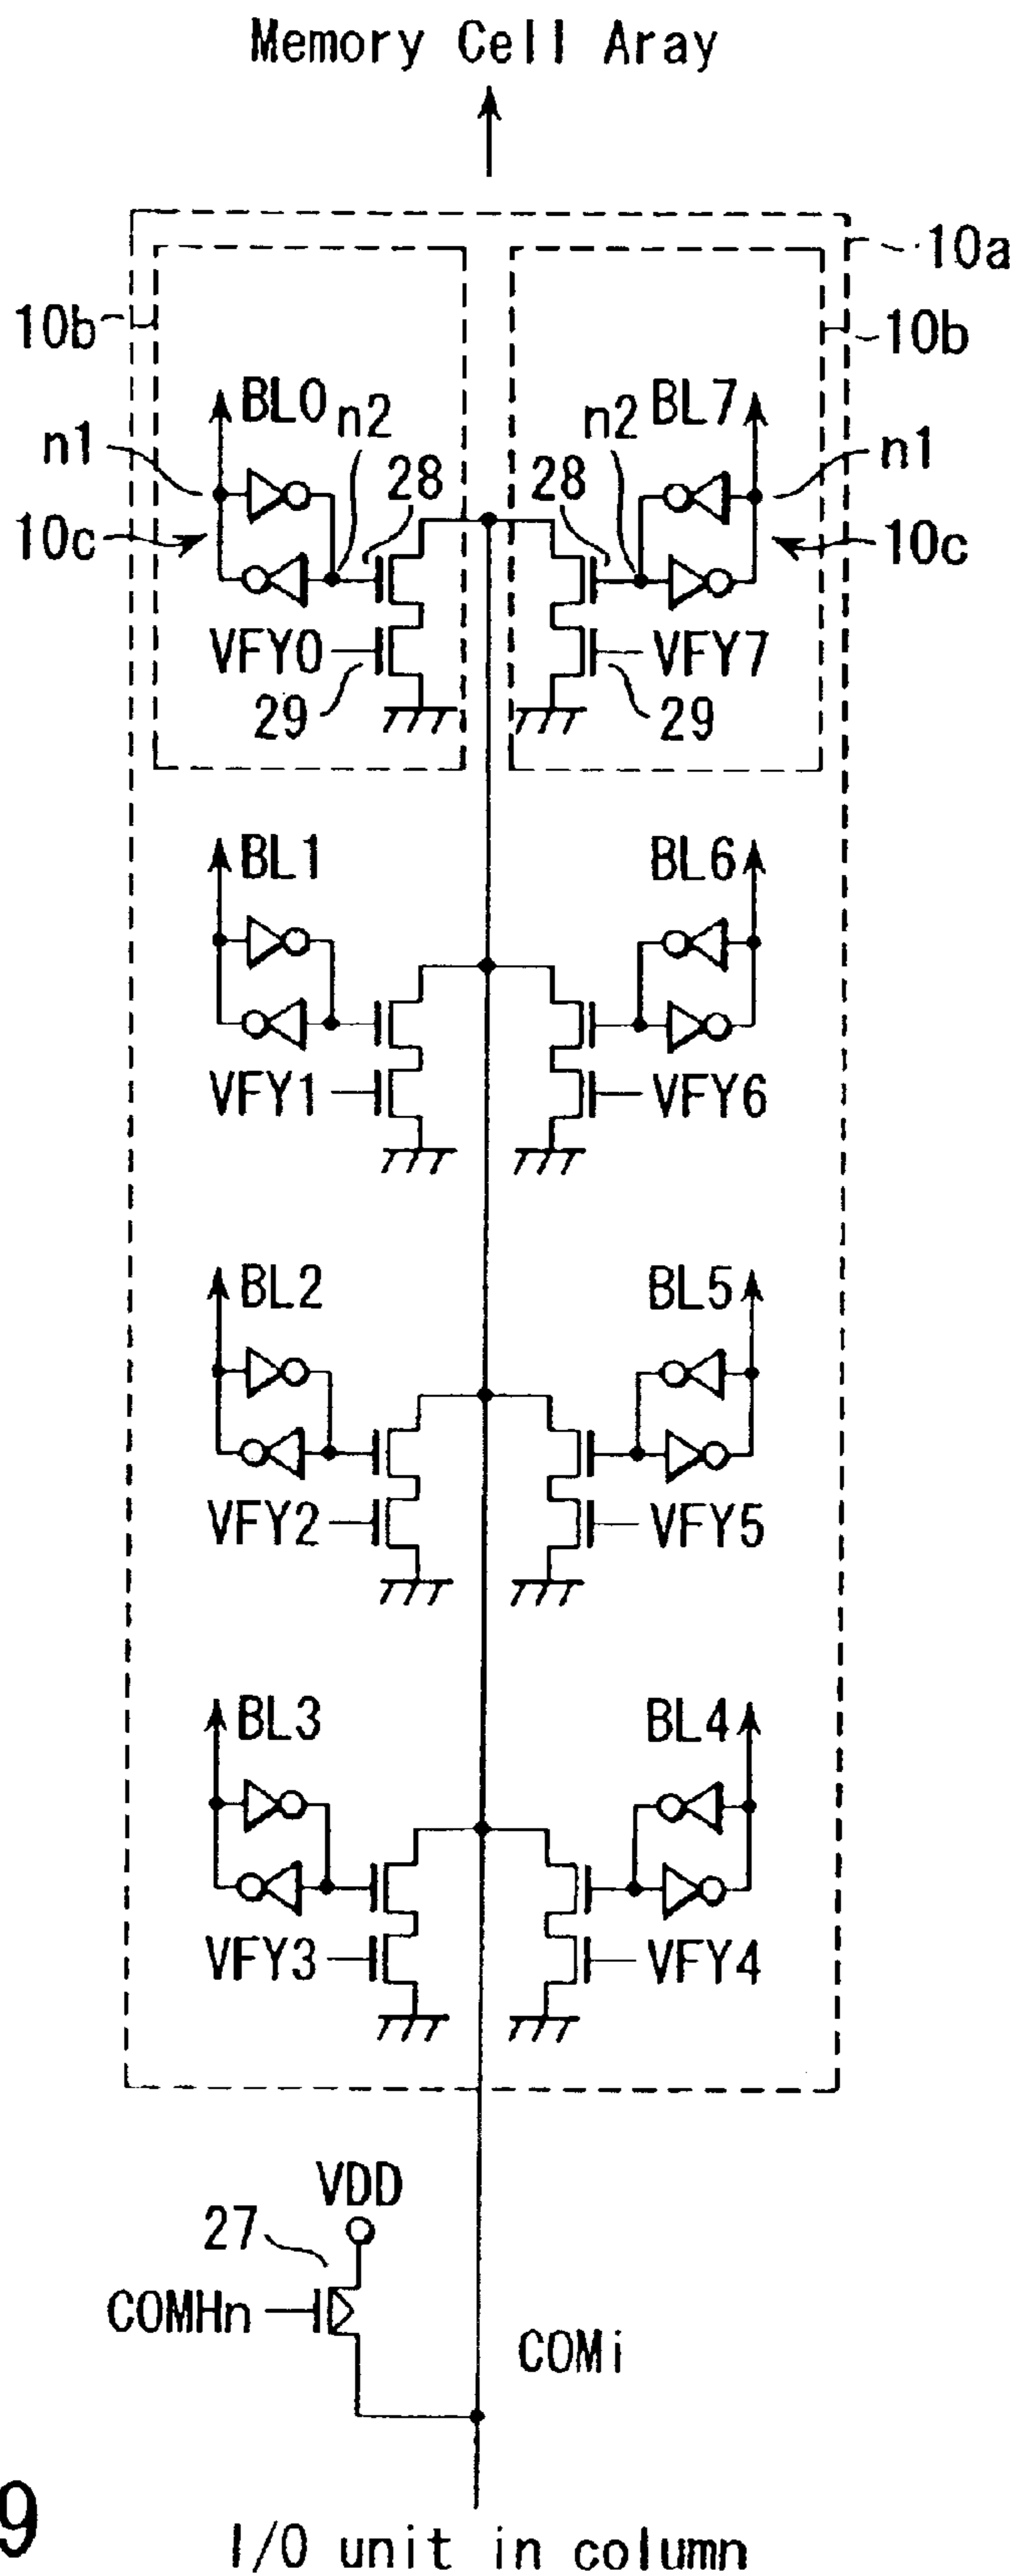 Memory Cell Aray
10a
10b
10b
BL0
n2
n2
BL7
n1
28
28
n1
10c
10c
VFY0
VFY7
29
29
BL1
BL6
VFY1
VFY6
BL2
BL5
VFY2
VFY5
BL3
BL4
VFY3
VFY4
VDD
27
COMHn
COMi
9
I/O unit in column